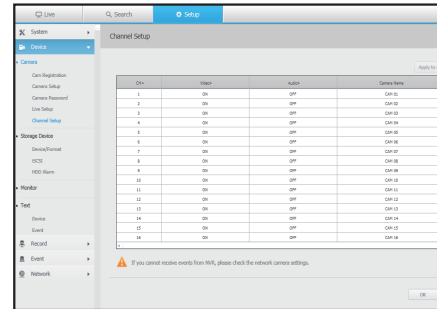 Live
Search
Setup
System
Device
Camera
Cam Registration
Camera Setup
Camera Password
Live Setup
Channel Setup
Storage Device
Device/Format
iSCSI
HDD Alarm
Monitor
Text
Device
Event
Record
Event
Network
Channel Setup
Apply to
CH Video Audio Camera Name
1 ON OFF CAM 01
2 ON OFF CAM 02
3 ON OFF CAM 03
4 ON OFF CAM 04
5 ON OFF CAM 05
6 ON OFF CAM 06
7 ON OFF CAM 07
8 ON OFF CAM 08
9 ON OFF CAM 09
10 ON OFF CAM 10
11 ON OFF CAM 11
12 ON OFF CAM 12
13 ON OFF CAM 13
14 ON OFF CAM 14
15 ON OFF CAM 15
16 ON OFF CAM 16
If you cannot receive events from NVR, please check the network camera settings.
OK